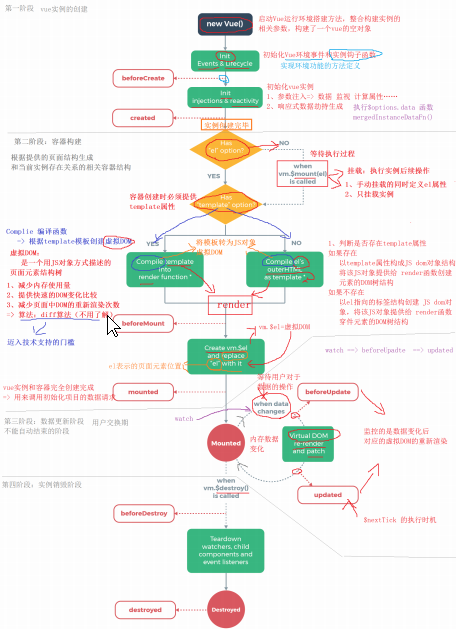 第一阶段 vue实例的创建
new Vue()
启动Vue运行环境搭建方法，整合构建实例的
相关参数，构建了一个vue的空对象
Init
Events & Lifecycle
初始化Vue环境事件和实例钩子函数
实现环境功能的方法定义
beforeCreate
初始化vue实例
Init
injections & reactivity
1、参数注入=> 数据 监视 计算属性……
2、响应式数据劫持生成
执行$options.data 函数
mergedInstanceDataFn()
created
实例创建完毕
第二阶段：容器构建
Has
"el" option?
NO
等待执行过程
根据提供的页面结构生成
和当前实例存在关系的相关容器结构
YES
when
vm.$mount(el)
is called
挂载：执行实例后续操作
1、手动挂载的同时定义el属性
2、只挂载实例
容器创建时必须提供
template属性
Has
"template" option?
Complie 编译函数
=> 根据template模板创建虚拟DOM
YES
将模板转为JS对象
虚拟DOM
NO
1、判断是否存在template属性
虚拟DOM：
是一个用JS对象方式描述的
页面元素结构树
Compile template
into
render function *
Compile el's
outerHTML
as template *
如果存在
以template属性构成JS dom对象结构
将该JS对象提供给 render函数创建
元素的DOM树结构
如果不存在
以el指向的标签结构创建 JS dom对
象，将该JS对象提供给 render函数
穿件元素的DOM树结构
1、减少内存使用量
2、提供快速的DOM变化比较
3、减少页面中DOM的重新渲染次数
=> 算法：diff算法（不用了解）
render
迈入技术支持的门槛
beforeMount
vm.$el=虚拟DOM
Create vm.$el
and replace
"el" with it
el表示的页面元素位置
watch --> beforeUpadte --> updated
vue实例和容器完全创建完成
=> 用来调用初始化项目的数据请求
mounted
等待用户对于
数据的操作
beforeUpdate
when data
changes
第三阶段：数据更新阶段 用户交换期
不能自动结束的阶段
watch
Mounted
内存数据
变化
Virtual DOM
re-render
and patch
监控的是数据变化后
对应的虚拟DOM的重新渲染
第四阶段：实例销毁阶段
when
vm.$destroy()
is called
updated
beforeDestroy
$nextTick 的执行时机
Teardown
watchers, child
components and
event listeners
destroyed
Destroyed